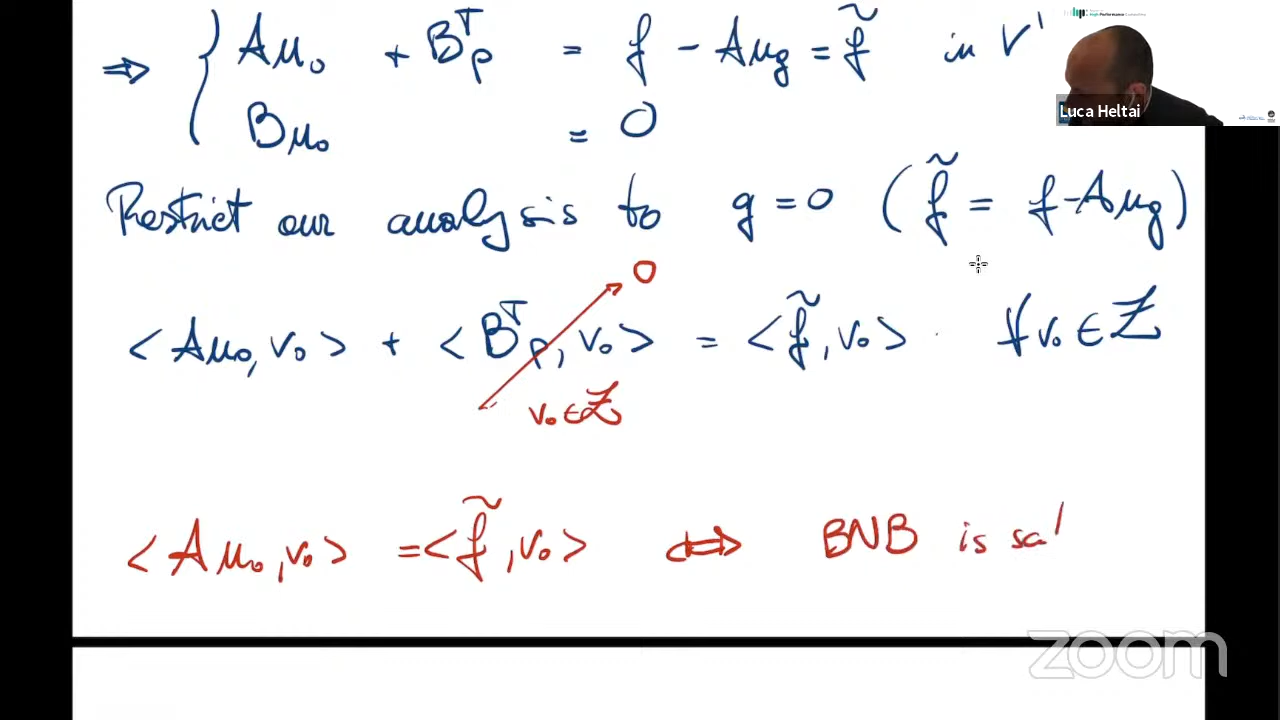 ⇒ { Au₀ + Bᵀp = f - Au_g = f̃ in V'
Bu₀ = 0
Luca Heltai
Restrict our analysis to g = 0 (f̃ = f - Au_g)
0
<Au₀, v₀> + <Bᵀp, v₀> = <f̃, v₀> . ∀ v₀ ∈ Z
v₀ ∈ Z
<Au₀, v₀> = <f̃, v₀> ⇔ BNB is sa
zoom